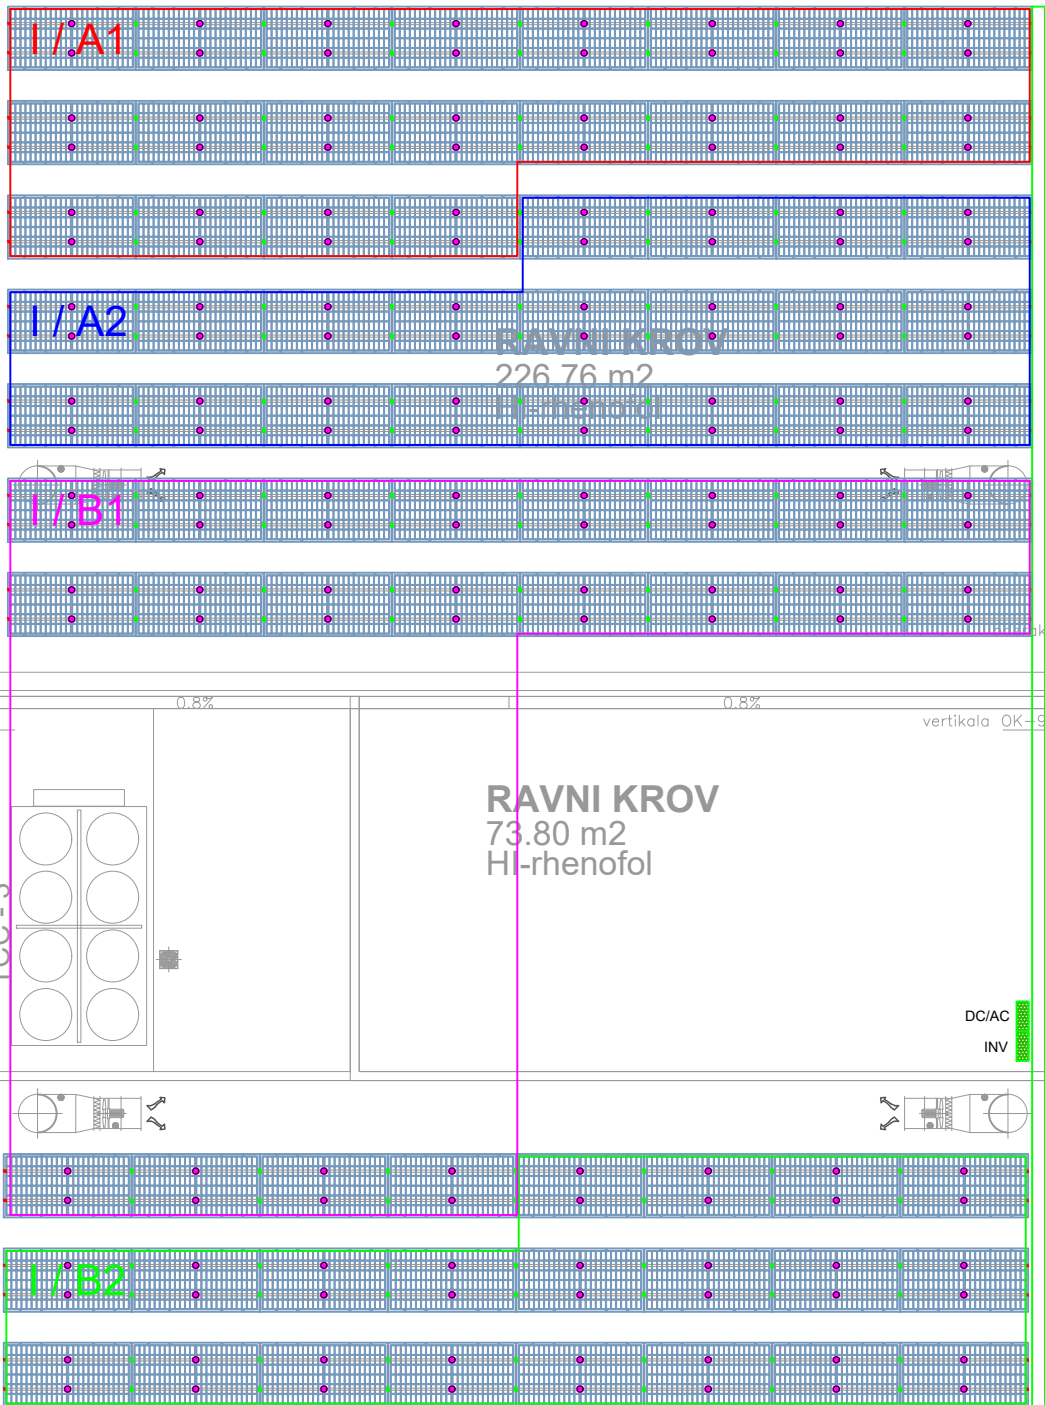 I / A1
I / A2
RAVNI KROV
226.76 m2
HI-rhenofol
I / B1
0.8%
0.8%
vertikala OK-9
RAVNI KROV
73.80 m2
HI-rhenofol
DC/AC
INV
I / B2